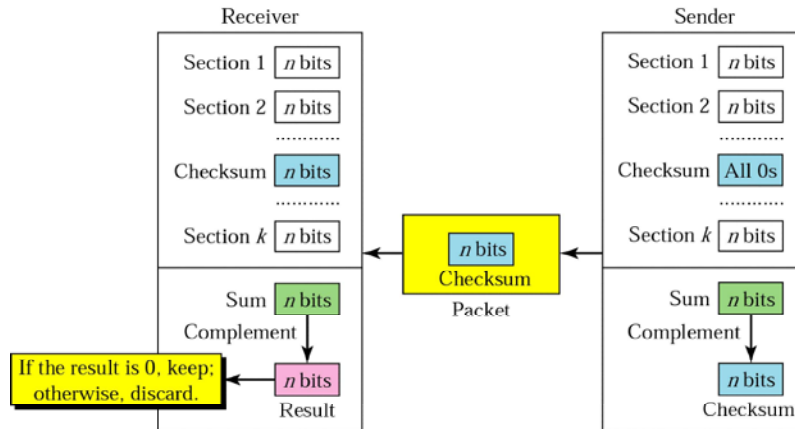 Receiver
Section 1 n bits
Section 2 n bits
Checksum n bits
Section k n bits
Sum n bits
Complement
n bits
Result
If the result is 0, keep;
otherwise, discard.
n bits
Checksum
Packet
Sender
Section 1 n bits
Section 2 n bits
Checksum All 0s
Section k n bits
Sum n bits
Complement
n bits
Checksum